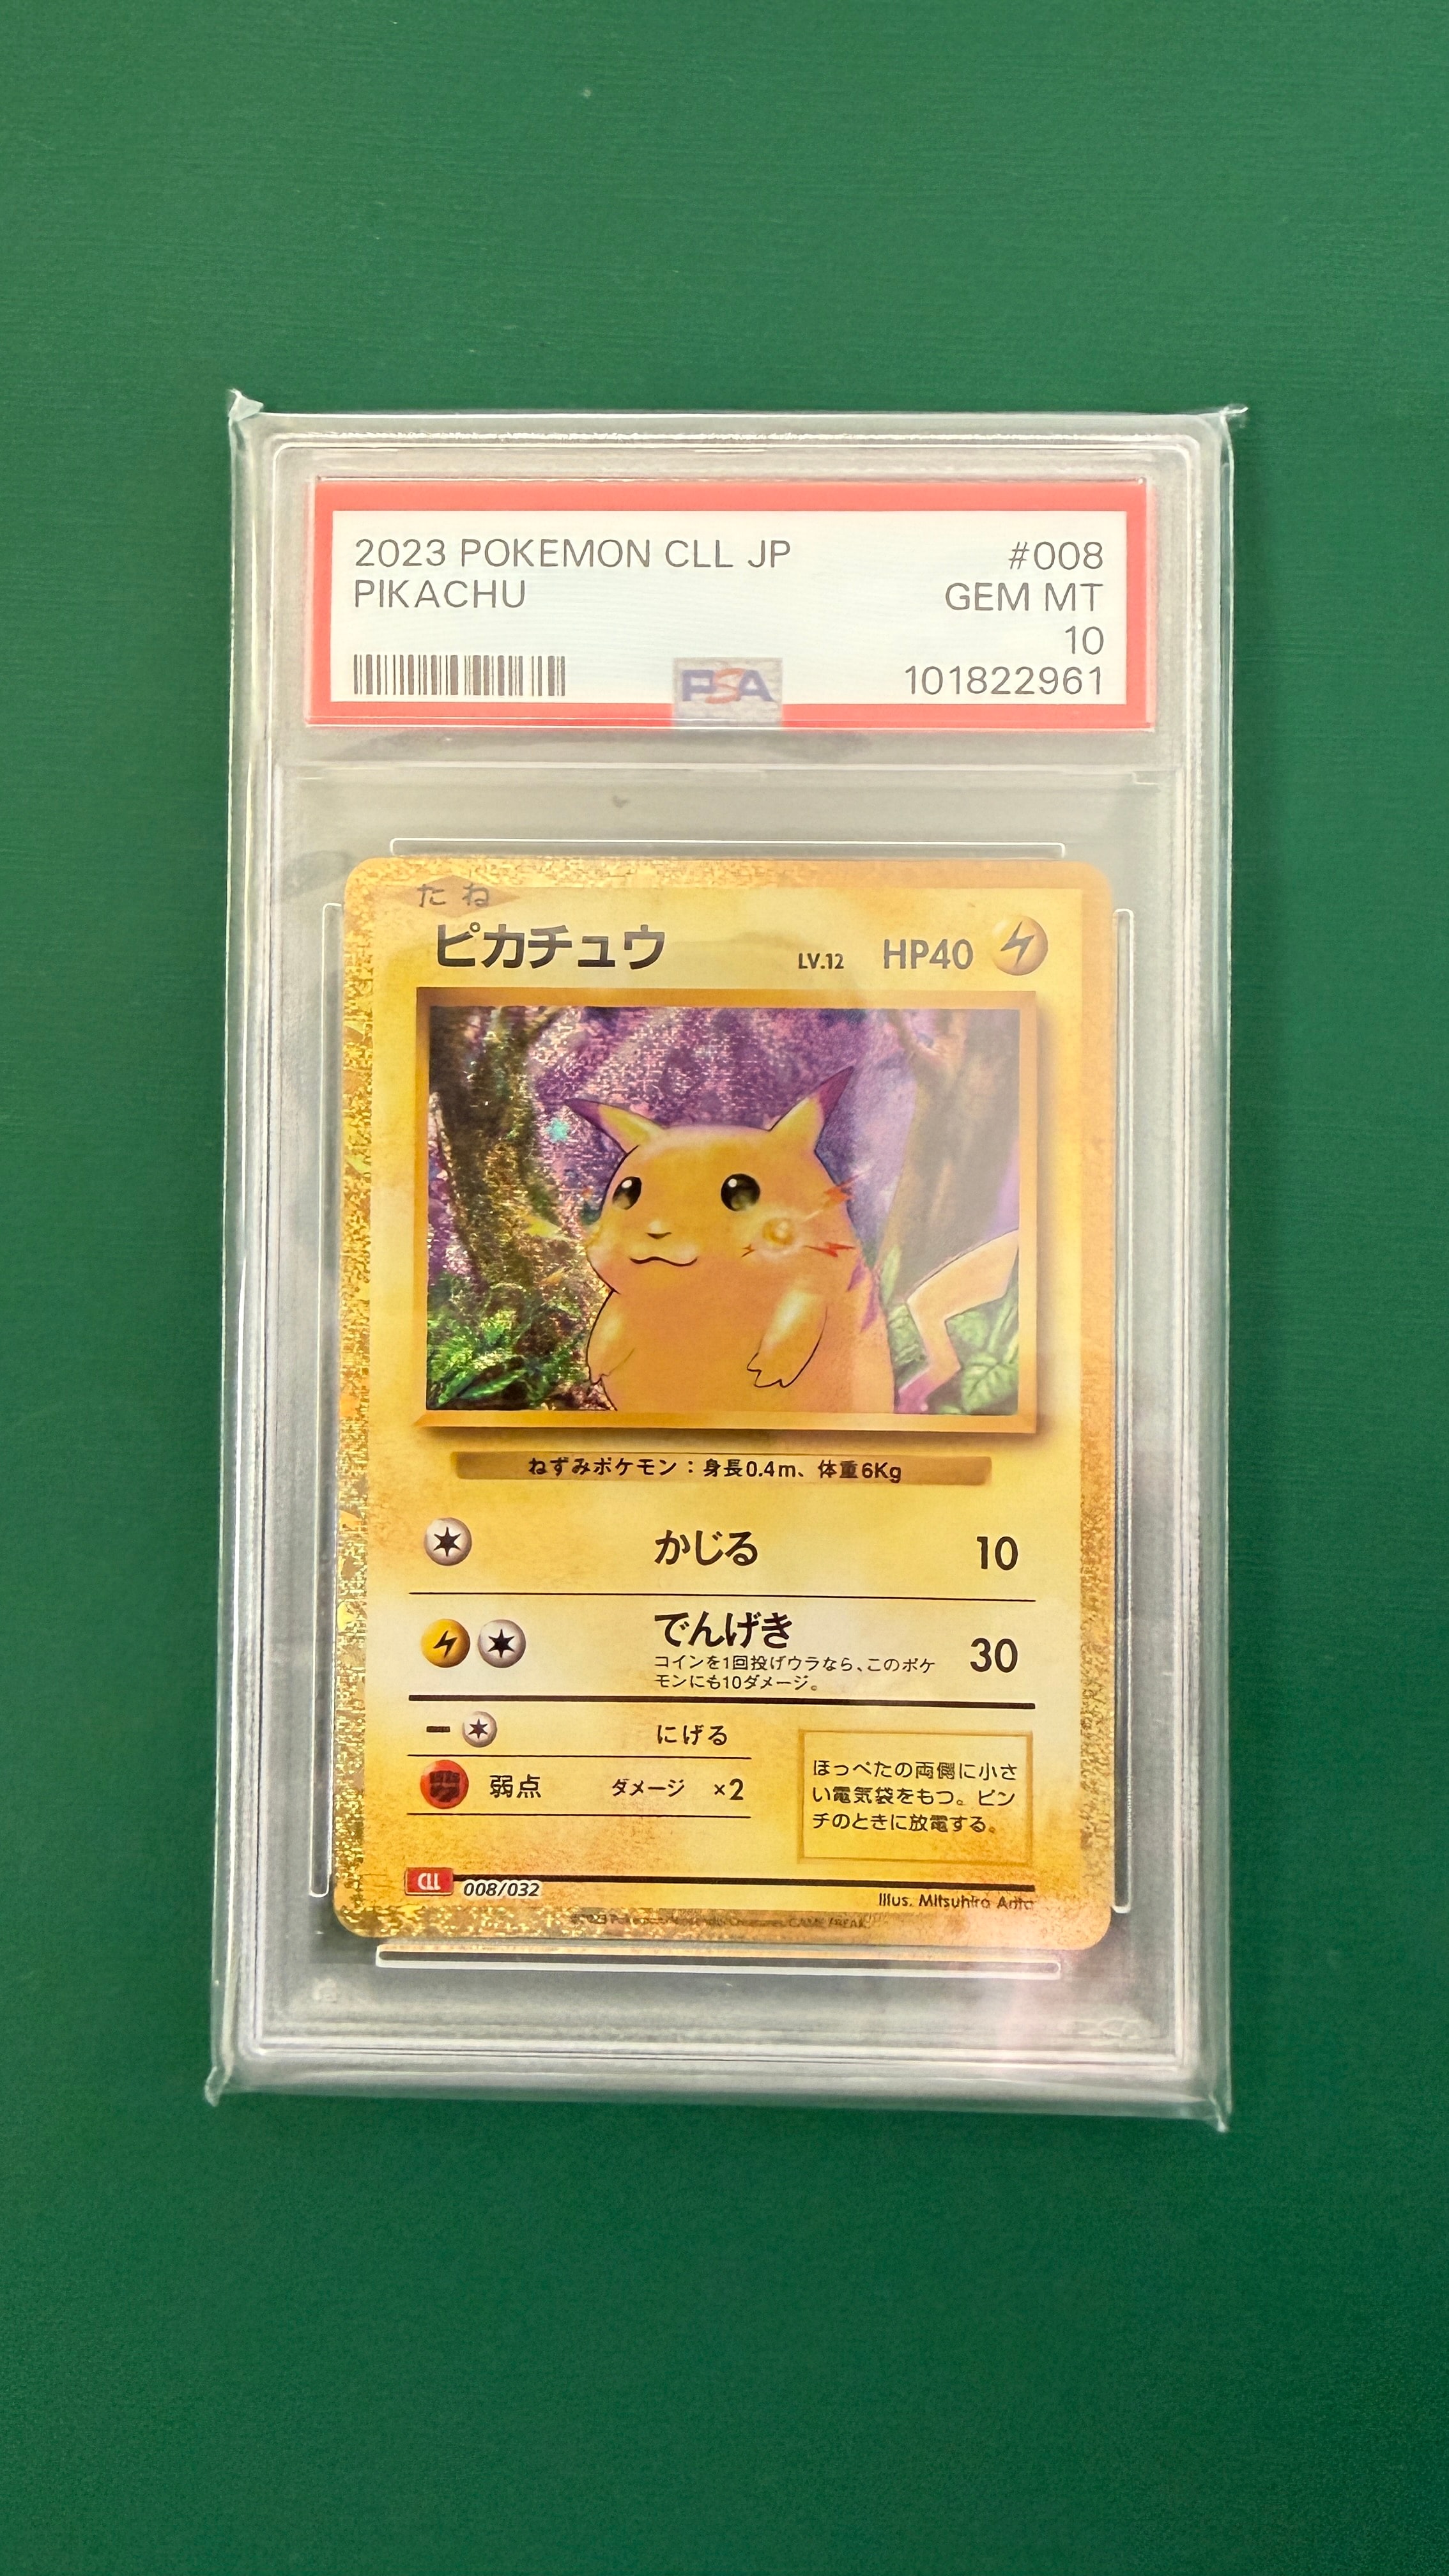 2023 POKEMON CLL JP #008
PIKACHU GEM MT
10
PSA 101822961
たね
ピカチュウ LV.12 HP40
ねずみポケモン：身長0.4m、体重6Kg
かじる 10
でんげき 30
コインを1回投げウラなら、このポケ
モンにも10ダメージ。
にげる
弱点 ダメージ ×2
ほっぺたの両側に小さ
い電気袋をもつ。ピン
チのときに放電する。
CLL 008/032
Illus. Mitsuhiro Arita
©2023 Pokémon/Nintendo/Creatures/GAME FREAK